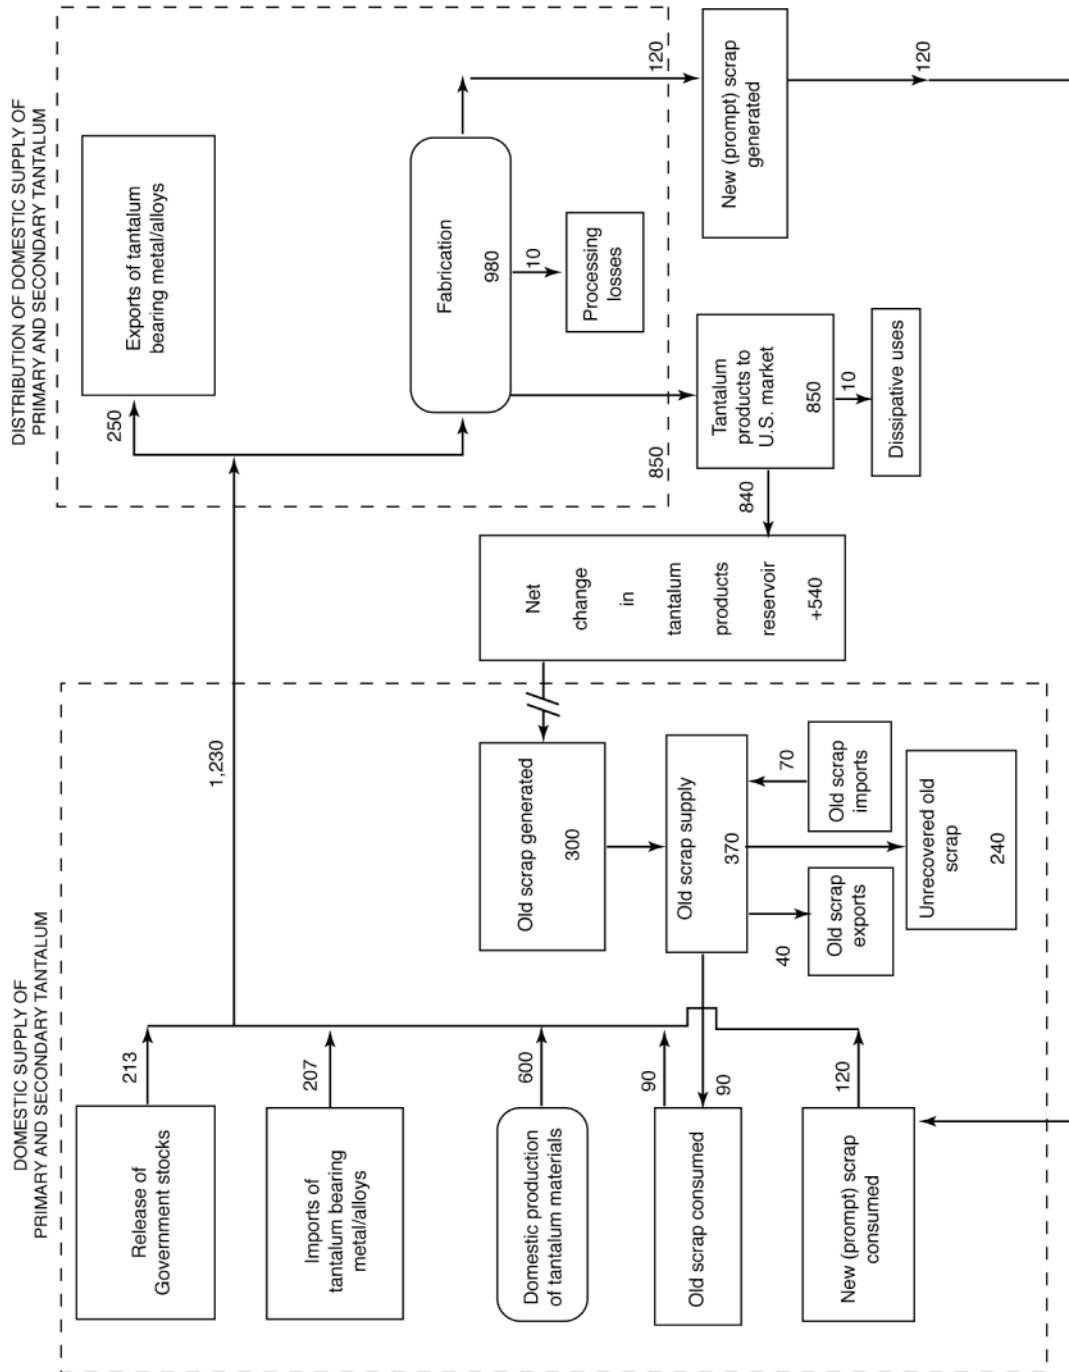 DOMESTIC SUPPLY OF
PRIMARY AND SECONDARY TANTALUM
DISTRIBUTION OF DOMESTIC SUPPLY OF
PRIMARY AND SECONDARY TANTALUM
Release of
Government stocks
213
Imports of
tantalum bearing
metal/alloys
207
Domestic production
of tantalum materials
600
Old scrap consumed
90
90
New (prompt) scrap
consumed
120
1,230
Old scrap generated
300
Old scrap supply
370
40
Old scrap
exports
70
Old scrap
imports
Unrecovered old
scrap
240
Net
change
in
tantalum
products
reservoir
+540
250
Exports of tantalum
bearing metal/alloys
Fabrication
980
10
Processing
losses
850
840
Tantalum
products to
U.S. market
850
10
Dissipative uses
120
New (prompt) scrap
generated
120